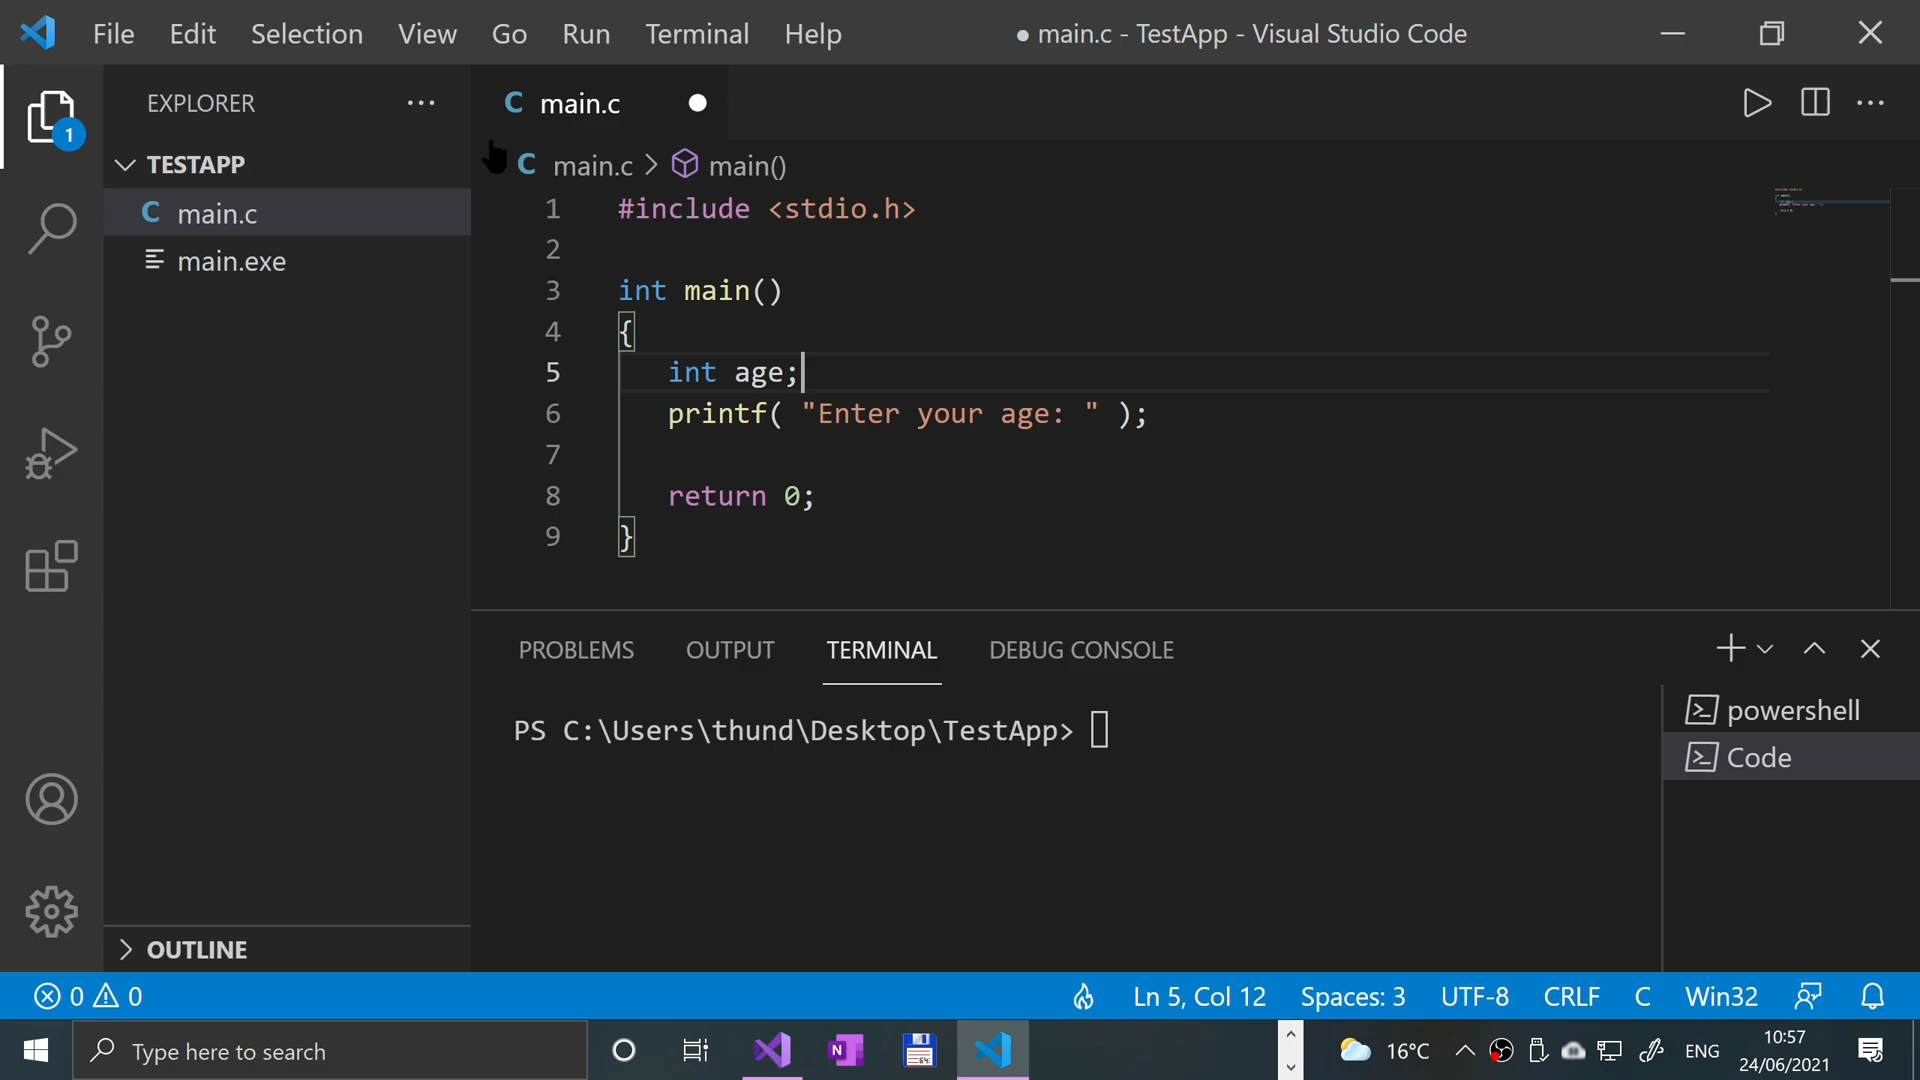 File Edit Selection View Go Run Terminal Help ● main.c - TestApp - Visual Studio Code
EXPLORER
1
TESTAPP
C main.c
main.exe
OUTLINE
C main.c
C main.c > main()
1 #include <stdio.h>
2
3 int main()
4 {
5 int age;
6 printf( "Enter your age: " );
7
8 return 0;
9 }
PROBLEMS OUTPUT TERMINAL DEBUG CONSOLE
PS C:\Users\thund\Desktop\TestApp>
powershell
Code
0 0 Ln 5, Col 12 Spaces: 3 UTF-8 CRLF C Win32
Type here to search
N
64
16°C ENG 10:57
24/06/2021